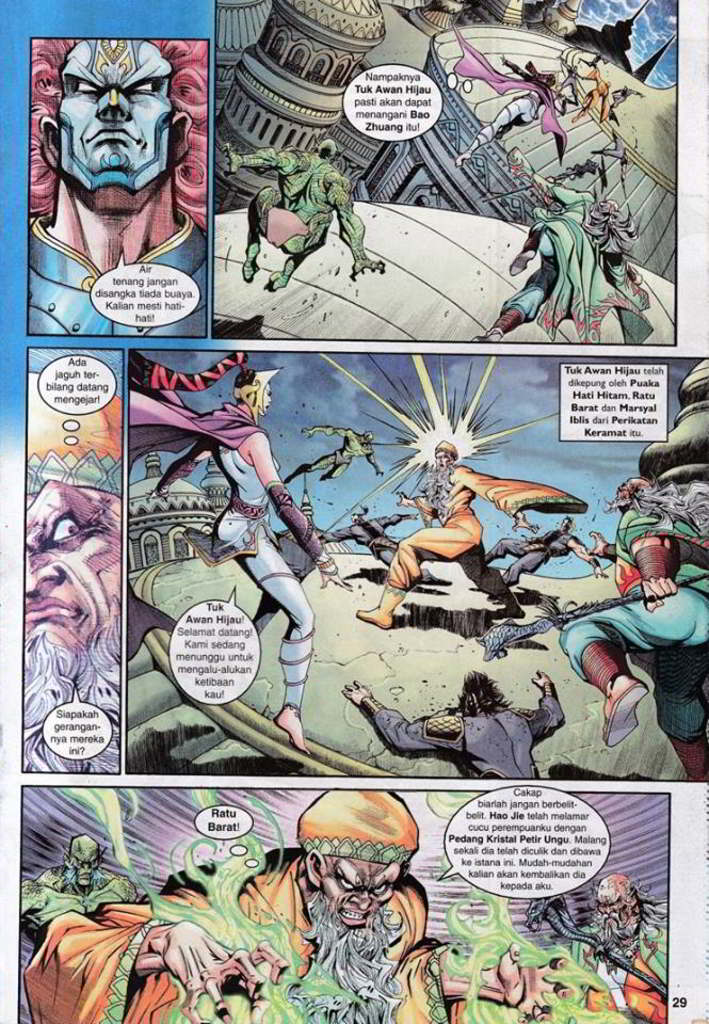 Air
tenang jangan
disangka tiada buaya.
Kalian mesti hati-
hati!
Nampaknya
Tuk Awan Hijau
pasti akan dapat
menangani Bao
Zhuang itu!
Ada
jaguh ter-
bilang datang
mengejar!
Siapakah
gerangan-
nya mereka
ini?
Tuk Awan Hijau telah
dikepung oleh Puaka
Hati Hitam, Ratu
Barat dan Marsyal
Iblis dari Perikatan
Keramat itu.
Tuk
Awan Hijau!
Selamat datang!
Kami sedang
menunggu untuk
mengalu-alukan
ketibaan
kau!
Ratu
Barat!
Cakap
biarlah jangan berbelit-
belit. Hao Jie telah melamar
cucu perempuanku dengan
Pedang Kristal Petir Ungu. Malang
sekali dia telah diculik dan dibawa
ke istana ini. Mudah-mudahan
kalian akan kembalikan dia
kepada aku.
29